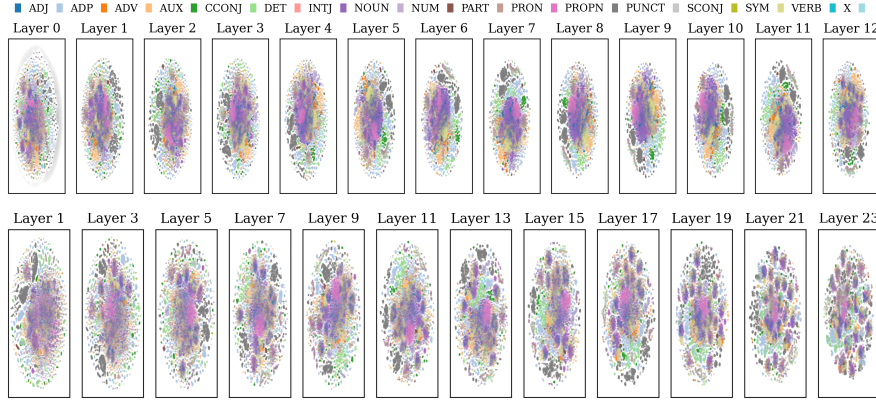 ADJ ADP ADV AUX CCONJ DET INTJ NOUN NUM PART PRON PROPN PUNCT SCONJ SYM VERB X
Layer 0 Layer 1 Layer 2 Layer 3 Layer 4 Layer 5 Layer 6 Layer 7 Layer 8 Layer 9 Layer 10 Layer 11 Layer 12
Layer 1 Layer 3 Layer 5 Layer 7 Layer 9 Layer 11 Layer 13 Layer 15 Layer 17 Layer 19 Layer 21 Layer 23